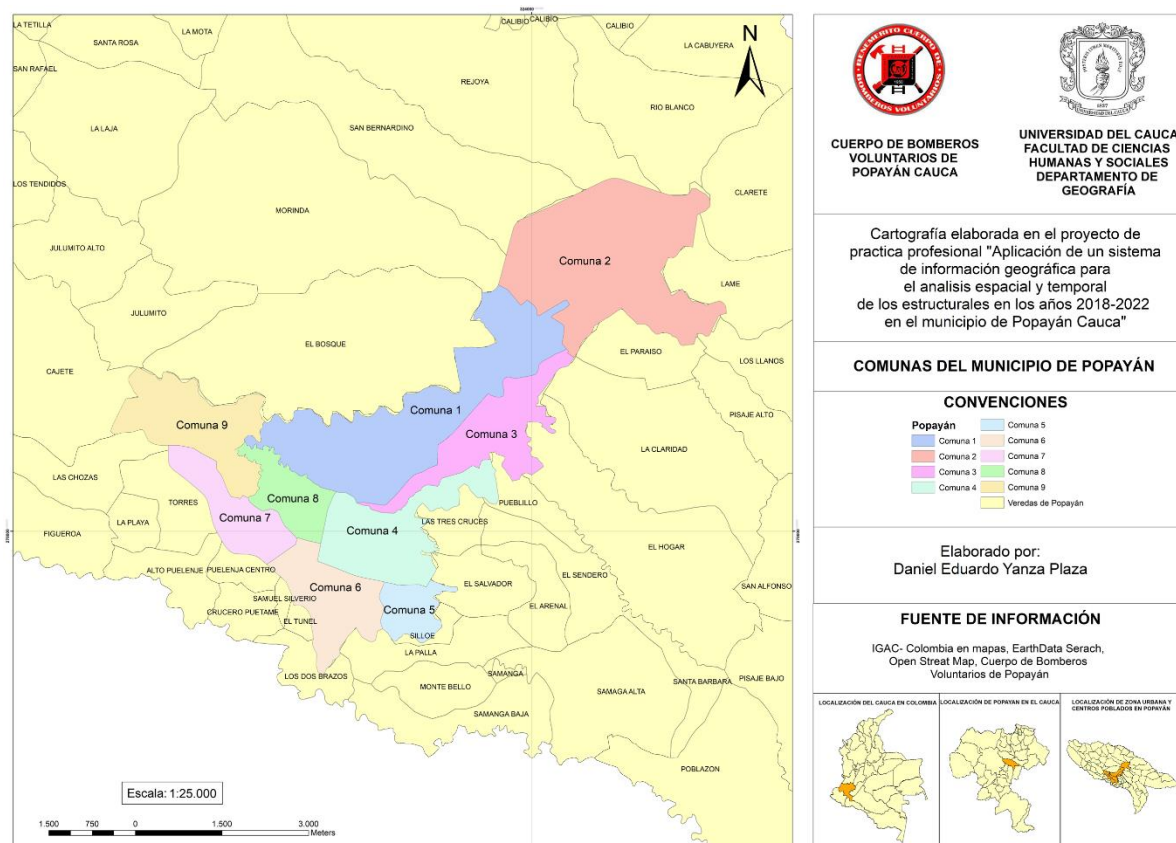 LA TETILLA
SANTA ROSA
LA MOTA
CALIBIO
CALIBIO
CALIBIO
LA CABUYERA
SAN RAFAEL
REJOYA
N
RIO BLANCO
LA LAJA
SAN BERNARDINO
LOS TENDIDOS
CLARETE
MORINDA
JULUMITO ALTO
Comuna 2
LAME
JULUMITO
EL BOSQUE
EL PARAISO
LOS LLANOS
CAJETE
PISAJE ALTO
Comuna 1
Comuna 9
Comuna 3
LA CLARIDAD
LAS CHOZAS
TORRES
Comuna 8
PUEBLILLO
Comuna 7
LA PLAYA
LAS TRES CRUCES
Comuna 4
FIGUEROA
EL HOGAR
ALTO PUELENJE
PUELENJE CENTRO
EL SENDERO
EL SALVADOR
SAN ALFONSO
SAMUEL SILVERIO
Comuna 6
CRUCERO PUETAME
Comuna 5
EL ARENAL
EL TUNEL
SILLOE
LA PALLA
LOS DOS BRAZOS
SAMANGA
SANTA BARBARA
PISAJE BAJO
MONTE BELLO
SAMAGA ALTA
SAMANGA BAJA
POBLAZON
Escala: 1:25.000
1.500 750 0 1.500 3.000
Meters
BENEMERITO CUERPO DE
BOMBEROS VOLUNTARIOS
CUERPO DE BOMBEROS
VOLUNTARIOS DE
POPAYÁN CAUCA
UNIVERSIDAD DEL CAUCA
FACULTAD DE CIENCIAS
HUMANAS Y SOCIALES
DEPARTAMENTO DE
GEOGRAFÍA
Cartografía elaborada en el proyecto de
practica profesional "Aplicación de un sistema
de información geográfica para
el analisis espacial y temporal
de los estructurales en los años 2018-2022
en el municipio de Popayán Cauca"
COMUNAS DEL MUNICIPIO DE POPAYÁN
CONVENCIONES
Popayán
Comuna 1
Comuna 2
Comuna 3
Comuna 4
Comuna 5
Comuna 6
Comuna 7
Comuna 8
Comuna 9
Veredas de Popayán
Elaborado por:
Daniel Eduardo Yanza Plaza
FUENTE DE INFORMACIÓN
IGAC- Colombia en mapas, EarthData Serach,
Open Streat Map, Cuerpo de Bomberos
Voluntarios de Popayán
LOCALIZACIÓN DEL CAUCA EN COLOMBIA
LOCALIZACIÓN DE POPAYAN EN EL CAUCA
LOCALIZACIÓN DE ZONA URBANA Y
CENTROS POBLADOS EN POPAYÁN